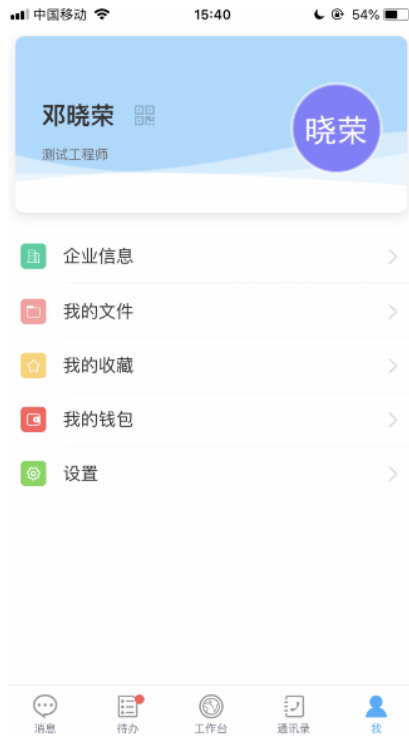 中国移动 15:40 54%
邓晓荣
测试工程师
晓荣
企业信息
我的文件
我的收藏
我的钱包
设置
消息 待办 工作台 通讯录 我